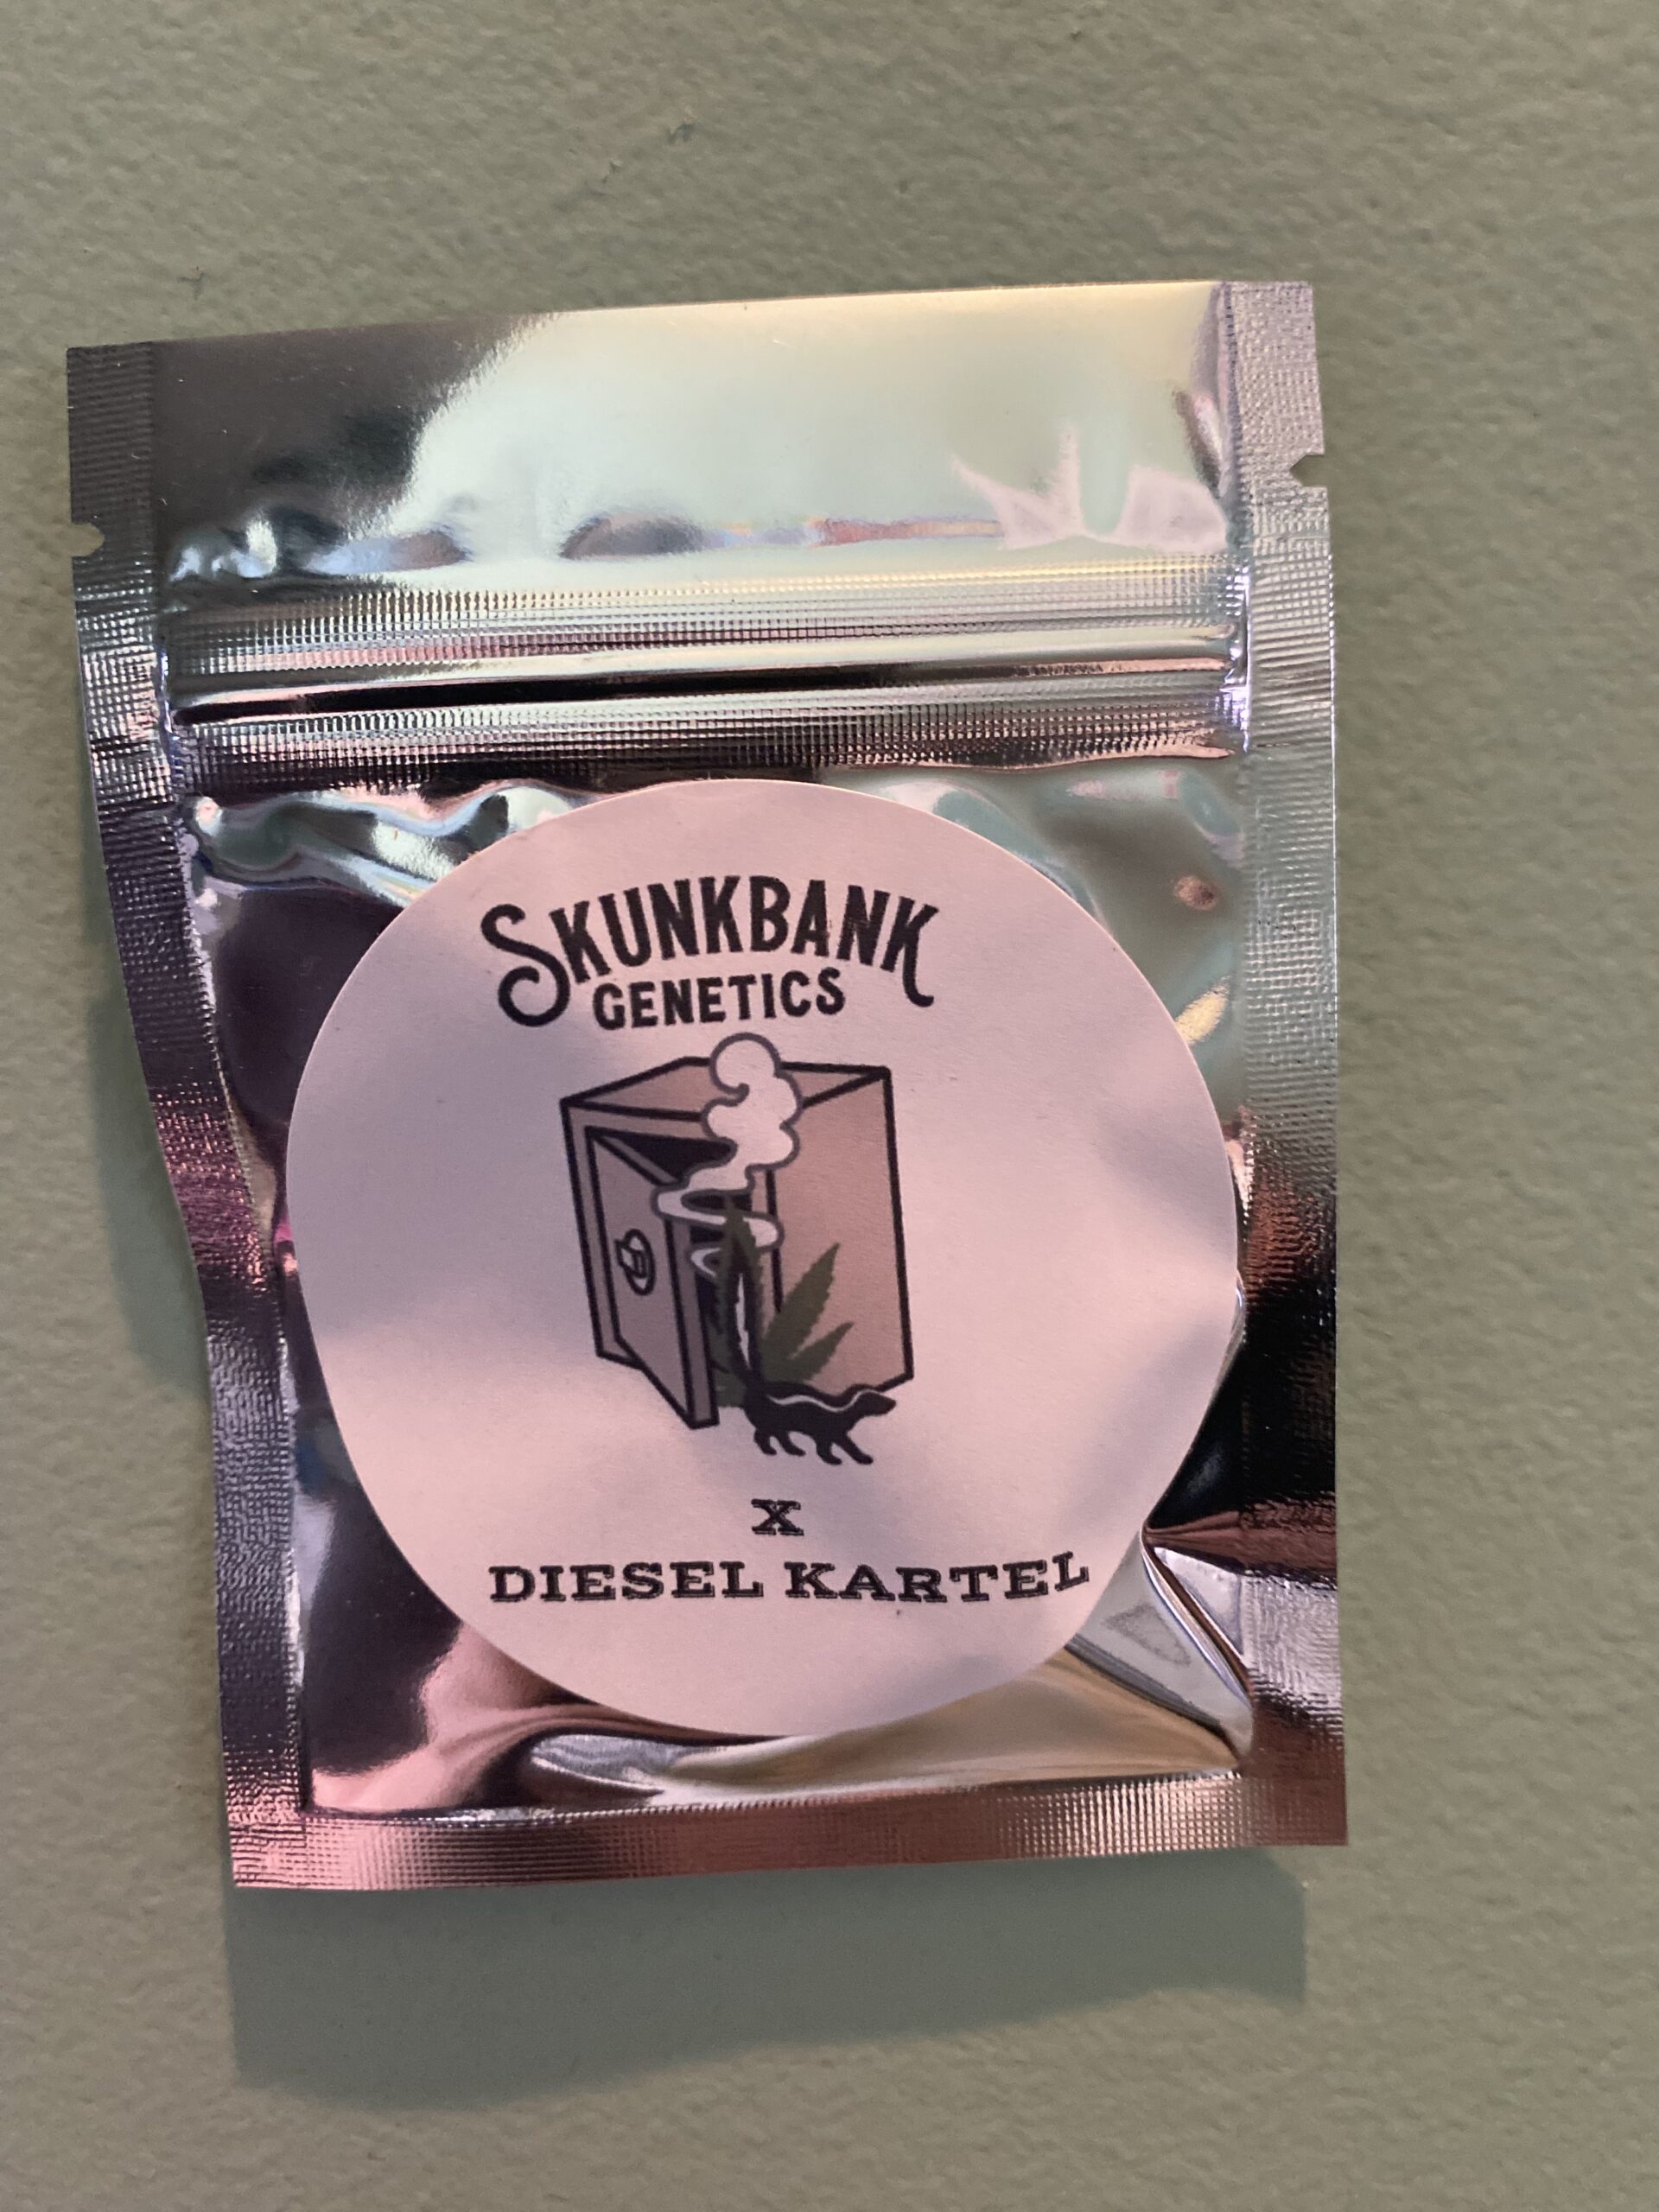 SKUNKBANK
GENETICS
X
DIESEL KARTEL